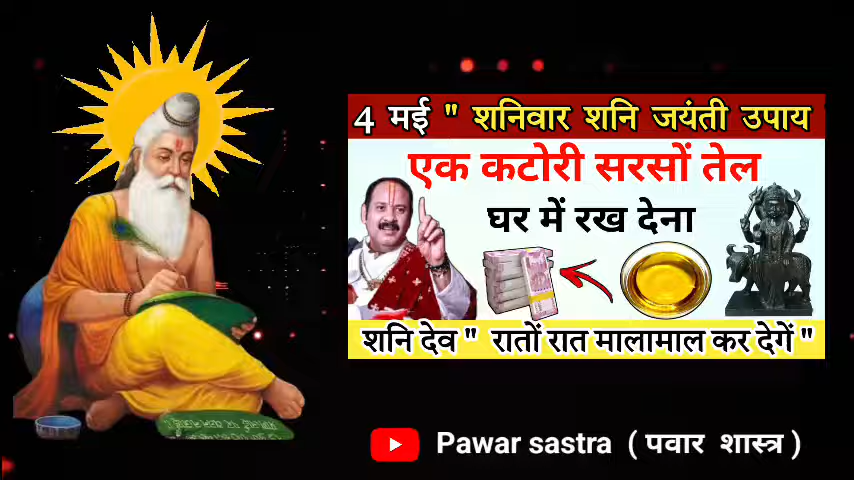 4 मई " शनिवार शनि जयंती उपाय
एक कटोरी सरसों तेल
घर में रख देना
शनि देव " रातों रात मालामाल कर देगें "
Pawar sastra ( पवार शास्त्र )